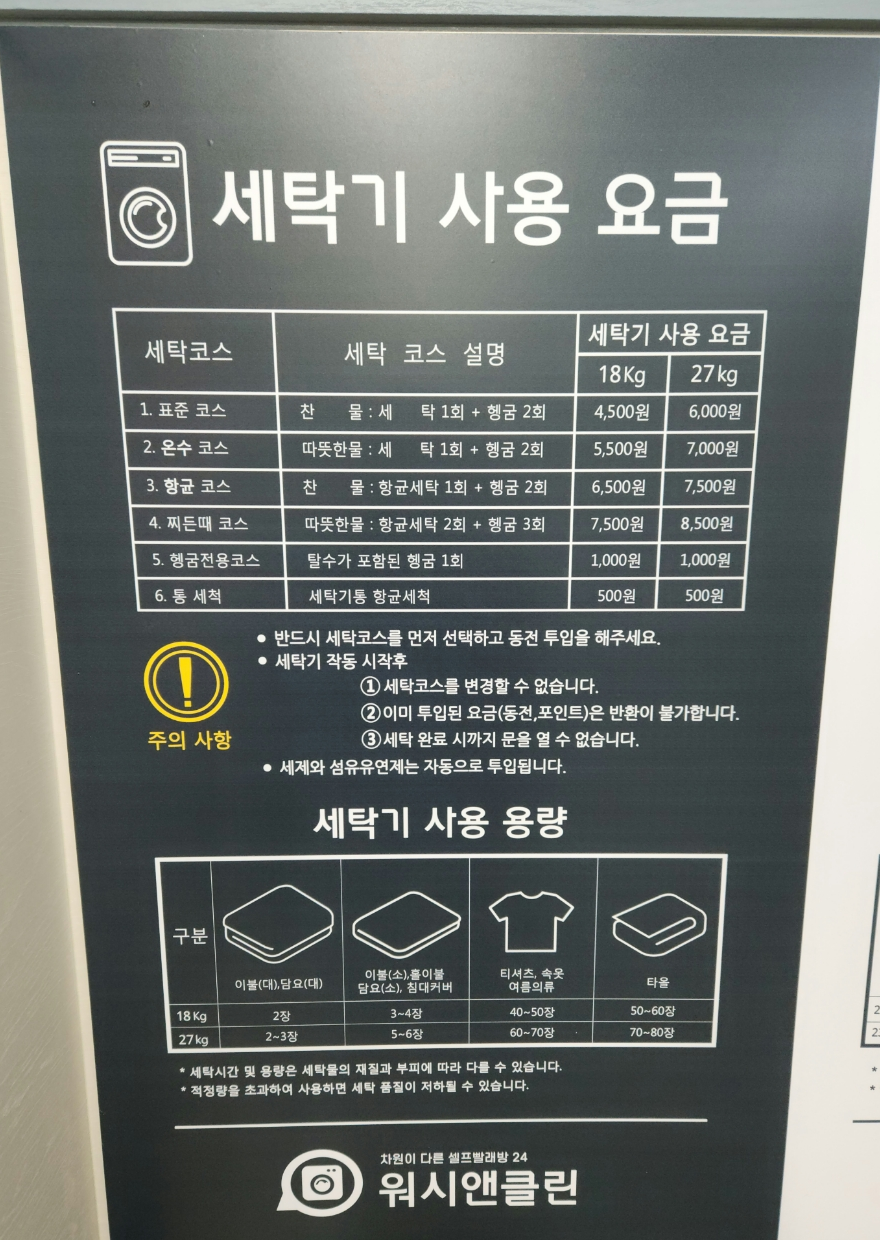 세탁기 사용 요금
세탁코스 세탁 코스 설명 세탁기 사용 요금
18Kg 27kg
1. 표준 코스 찬 물 : 세 탁 1회 + 헹굼 2회 4,500원 6,000원
2. 온수 코스 따뜻한물 : 세 탁 1회 + 헹굼 2회 5,500원 7,000원
3. 항균 코스 찬 물 : 항균세탁 1회 + 헹굼 2회 6,500원 7,500원
4. 찌든때 코스 따뜻한물 : 항균세탁 2회 + 헹굼 3회 7,500원 8,500원
5. 헹굼전용코스 탈수가 포함된 헹굼 1회 1,000원 1,000원
6. 통 세척 세탁기통 항균세척 500원 500원
주의 사항
• 반드시 세탁코스를 먼저 선택하고 동전 투입을 해주세요.
• 세탁기 작동 시작후
① 세탁코스를 변경할 수 없습니다.
② 이미 투입된 요금(동전,포인트)은 반환이 불가합니다.
③ 세탁 완료 시까지 문을 열 수 없습니다.
• 세제와 섬유유연제는 자동으로 투입됩니다.
세탁기 사용 용량
구분 이불(대),담요(대) 이불(소),홑이불 담요(소), 침대커버 티셔츠, 속옷 여름의류 타올
18Kg 2장 3~4장 40~50장 50~60장
27kg 2~3장 5~6장 60~70장 70~80장
* 세탁시간 및 용량은 세탁물의 재질과 부피에 따라 다를 수 있습니다.
* 적정량을 초과하여 사용하면 세탁 품질이 저하될 수 있습니다.
차원이 다른 셀프빨래방 24
워시앤클린